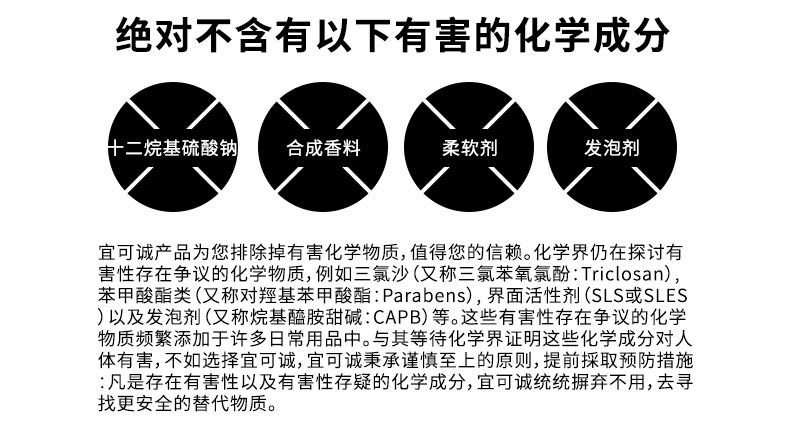 绝对不含有以下有害的化学成分
十二烷基硫酸钠
合成香料
柔软剂
发泡剂
宜可诚产品为您排除掉有害化学物质，值得您的信赖。化学界仍在探讨有
害性存在争议的化学物质，例如三氯沙（又称三氯苯氧氯酚：Triclosan），
苯甲酸酯类（又称对羟基苯甲酸酯：Parabens），界面活性剂（SLS或SLES
）以及发泡剂（又称烷基醯胺甜碱：CAPB）等。这些有害性存在争议的化学
物质频繁添加于许多日常用品中。与其等待化学界证明这些化学成分对人
体有害，不如选择宜可诚，宜可诚秉承谨慎至上的原则，提前採取预防措施
：凡是存在有害性以及有害性存疑的化学成分，宜可诚统统摒弃不用，去寻
找更安全的替代物质。